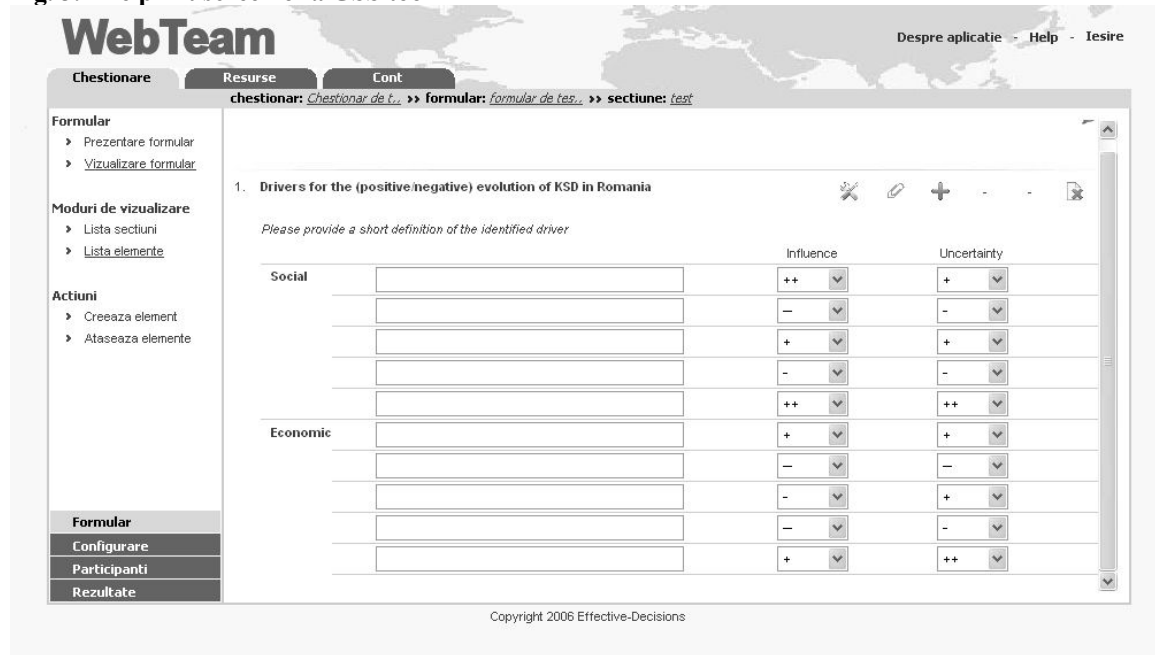 WebTeam
Despre aplicatie - Help - Iesire
Chestionare Resurse Cont
chestionar: Chestionar de t.. >> formular: formular de tes.. >> sectiune: test
Formular
> Prezentare formular
> Vizualizare formular
Moduri de vizualizare
> Lista sectiuni
> Lista elemente
Actiuni
> Creeaza element
> Ataseaza elemente
Formular
Configurare
Participanti
Rezultate
1. Drivers for the (positive/negative) evolution of KSD in Romania
Please provide a short definition of the identified driver
Influence Uncertainty
Social ++ +
-- -
+ +
- -
++ ++
Economic + +
-- --
- +
-- -
+ ++
Copyright 2006 Effective-Decisions